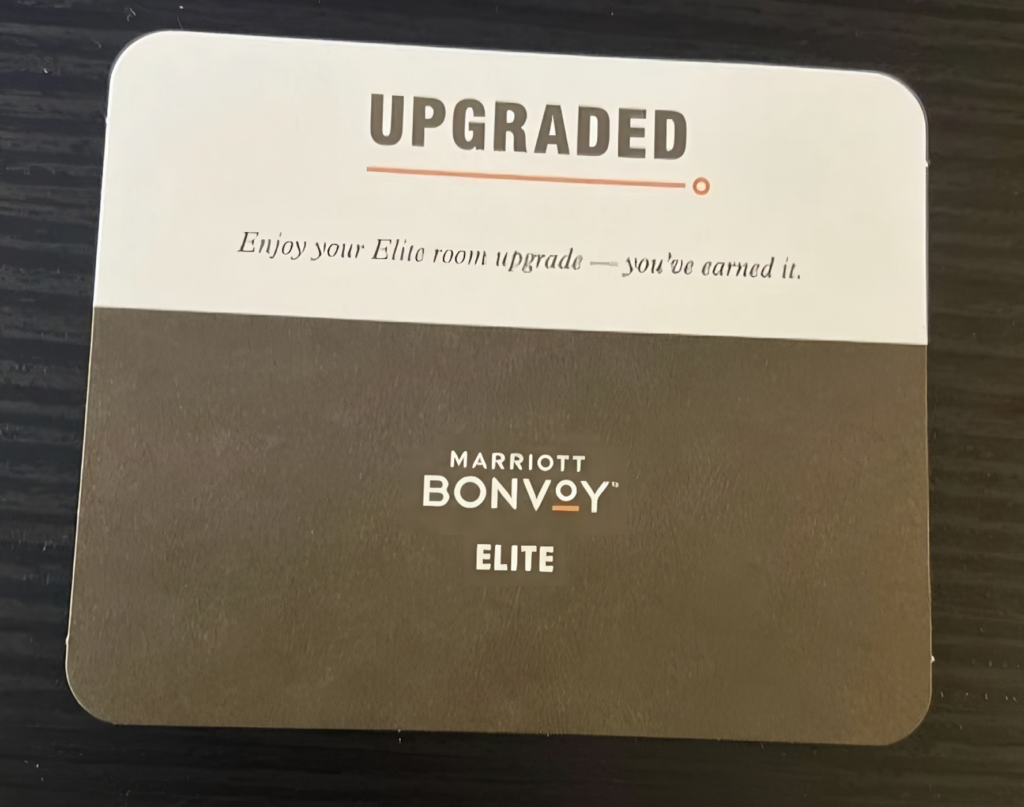 UPGRADED
Enjoy your Elite room upgrade — you've earned it.
MARRIOTT
BONVOY™
ELITE